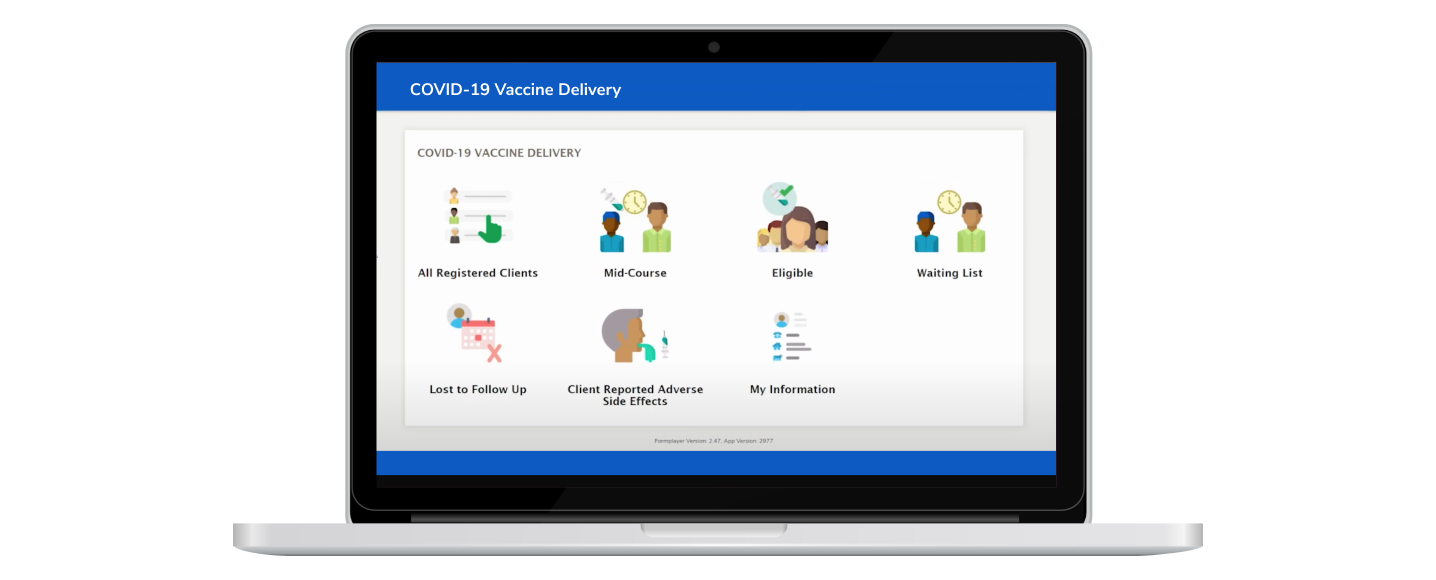 COVID-19 Vaccine Delivery
COVID-19 VACCINE DELIVERY
All Registered Clients
Mid-Course
Eligible
Waiting List
Lost to Follow Up
Client Reported Adverse
Side Effects
My Information
Formplayer Version: 2.47, App Version: 2977